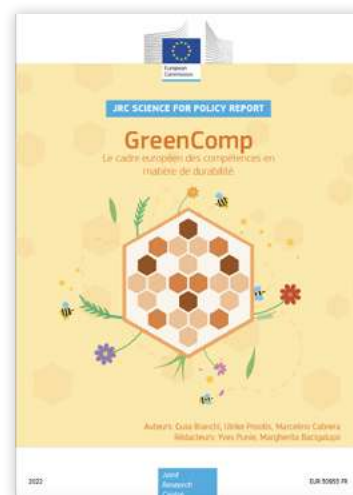 European
Commission
JRC SCIENCE FOR POLICY REPORT
GreenComp
Le cadre européen des compétences en
matière de durabilité
Auteurs: Guia Bianchi, Ulrike Pisiotis, Marcelino Cabrera
Rédacteurs: Yves Punie, Margherita Bacigalupo
2022
Joint
Research
Centre
EUR 30955 FR